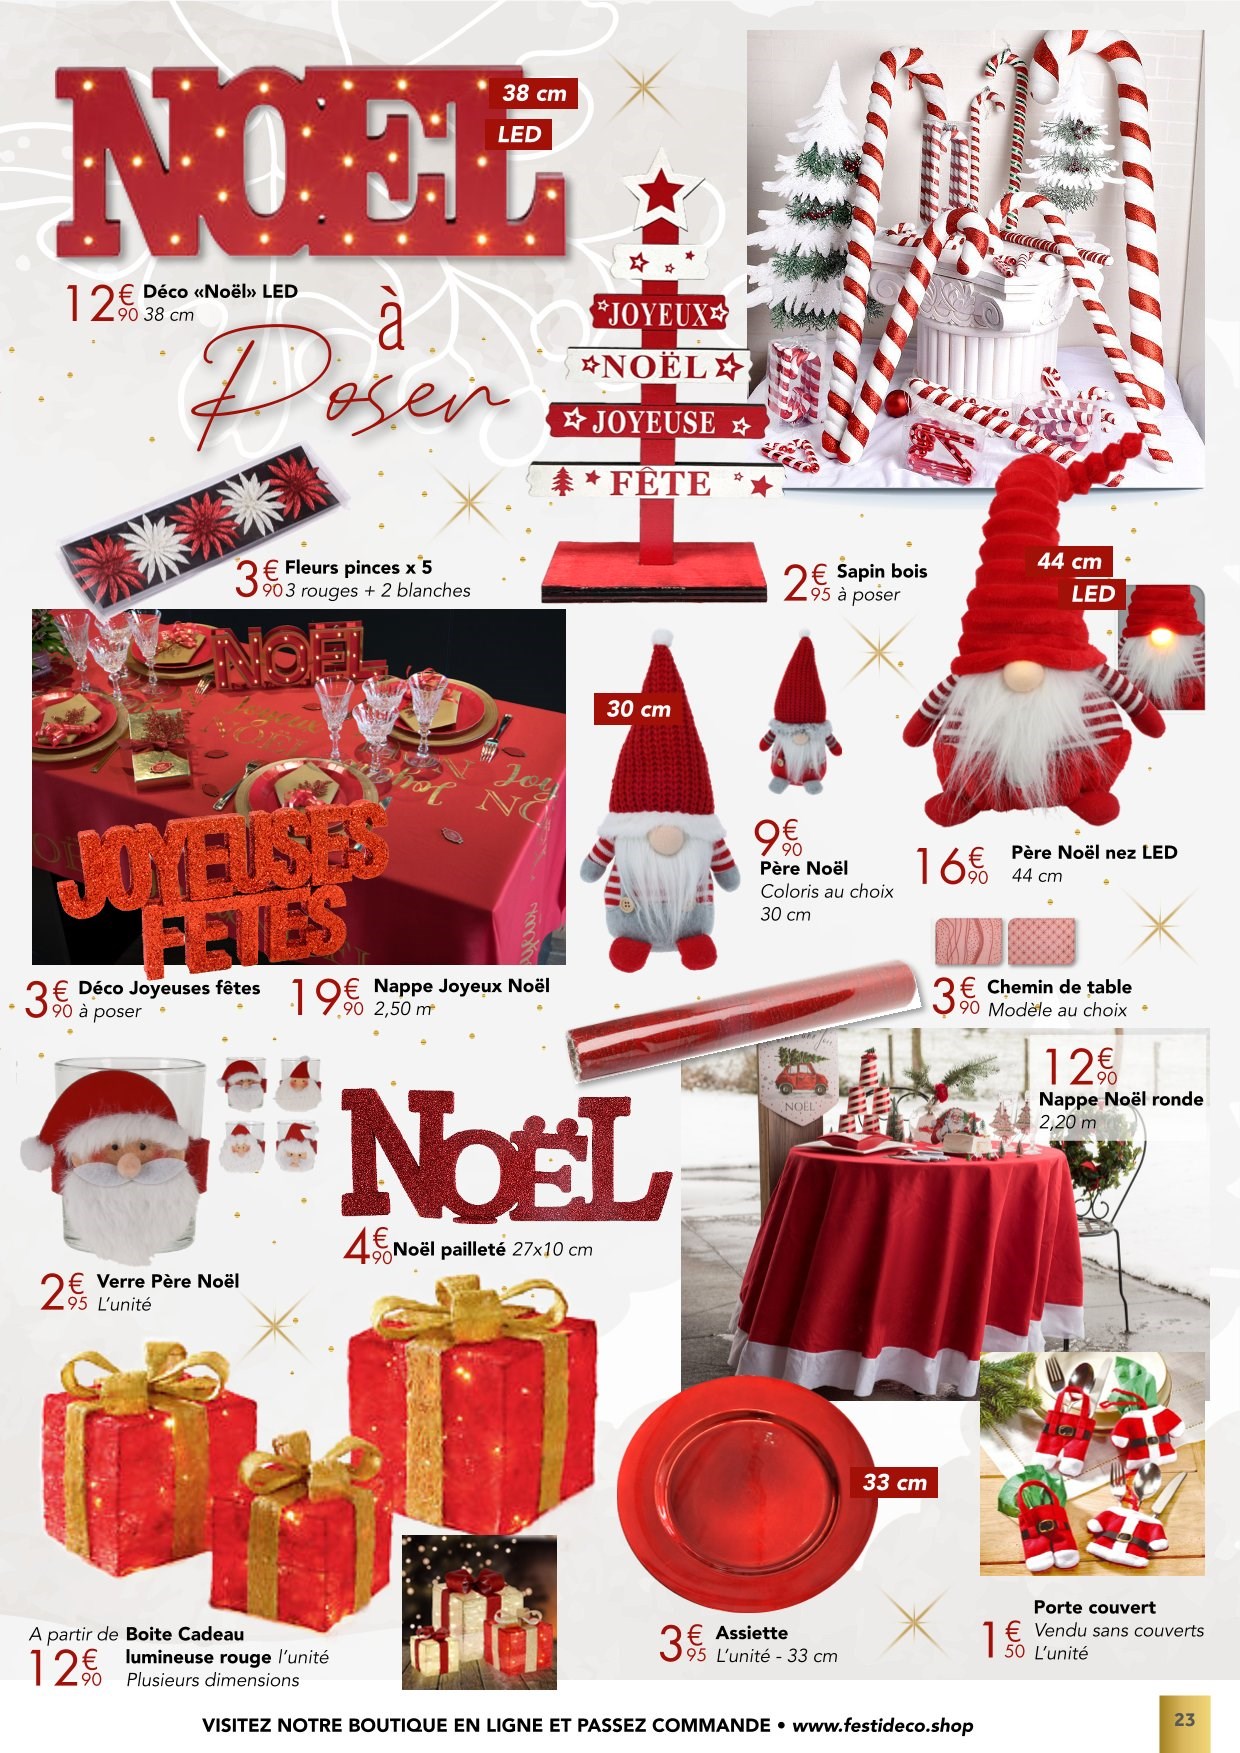 NOEL
38 cm
LED
12€90 Déco «Noël» LED
38 cm
à
Poser
JOYEUX
NOËL
JOYEUSE
FÊTE
3€90 Fleurs pinces x 5
3 rouges + 2 blanches
2€95 Sapin bois
à poser
44 cm
LED
NOËL
Joyeux
NOËL
JOYEUSES
FETES
30 cm
9€90
Père Noël
Coloris au choix
30 cm
16€90 Père Noël nez LED
44 cm
3€90 Déco Joyeuses fêtes
à poser
19€90 Nappe Joyeux Noël
2,50 m
3€90 Chemin de table
Modèle au choix
NOËL
12€90
Nappe Noël ronde
2,20 m
NOËL
4€90 Noël pailleté 27x10 cm
2€95 Verre Père Noël
L’unité
33 cm
A partir de Boite Cadeau
12€90 lumineuse rouge l’unité
Plusieurs dimensions
3€95 Assiette
L’unité - 33 cm
1€50 Porte couvert
Vendu sans couverts
L’unité
VISITEZ NOTRE BOUTIQUE EN LIGNE ET PASSEZ COMMANDE • www.festideco.shop
23